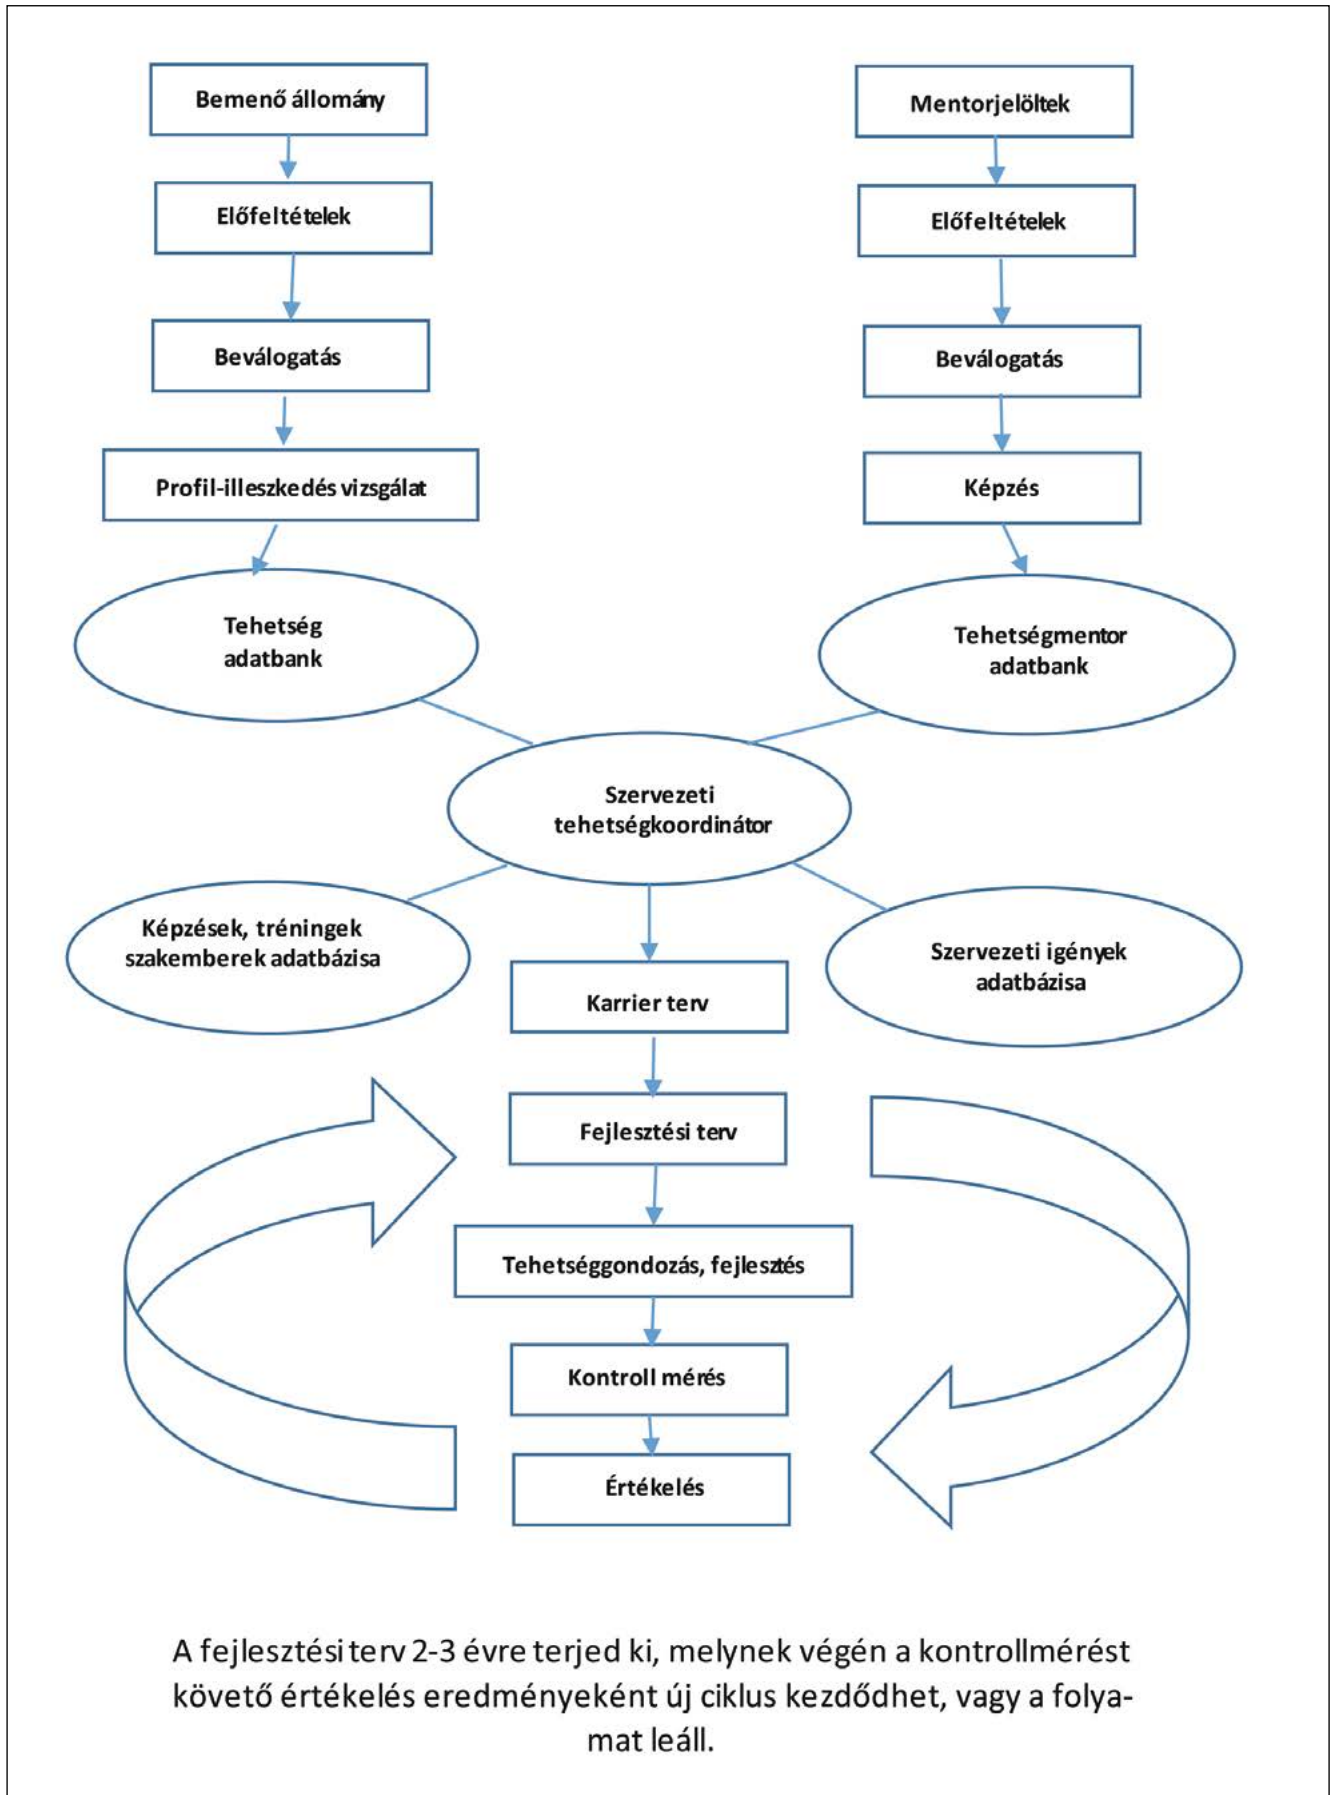 Bemenő állomány
Mentorjelöltek
Előfeltételek
Előfeltételek
Beválogatás
Beválogatás
Profil-illeszkedés vizsgálat
Képzés
Tehetség
adatbank
Tehetségmentor
adatbank
Szervezeti
tehetségkoordinátor
Képzések, tréningek
szakemberek adatbázisa
Szervezeti igények
adatbázisa
Karrier terv
Fejlesztési terv
Tehetséggondozás, fejlesztés
Kontroll mérés
Értékelés
A fejlesztési terv 2-3 évre terjed ki, melynek végén a kontrollmérést
követő értékelés eredményeként új ciklus kezdődhet, vagy a folya-
mat leáll.